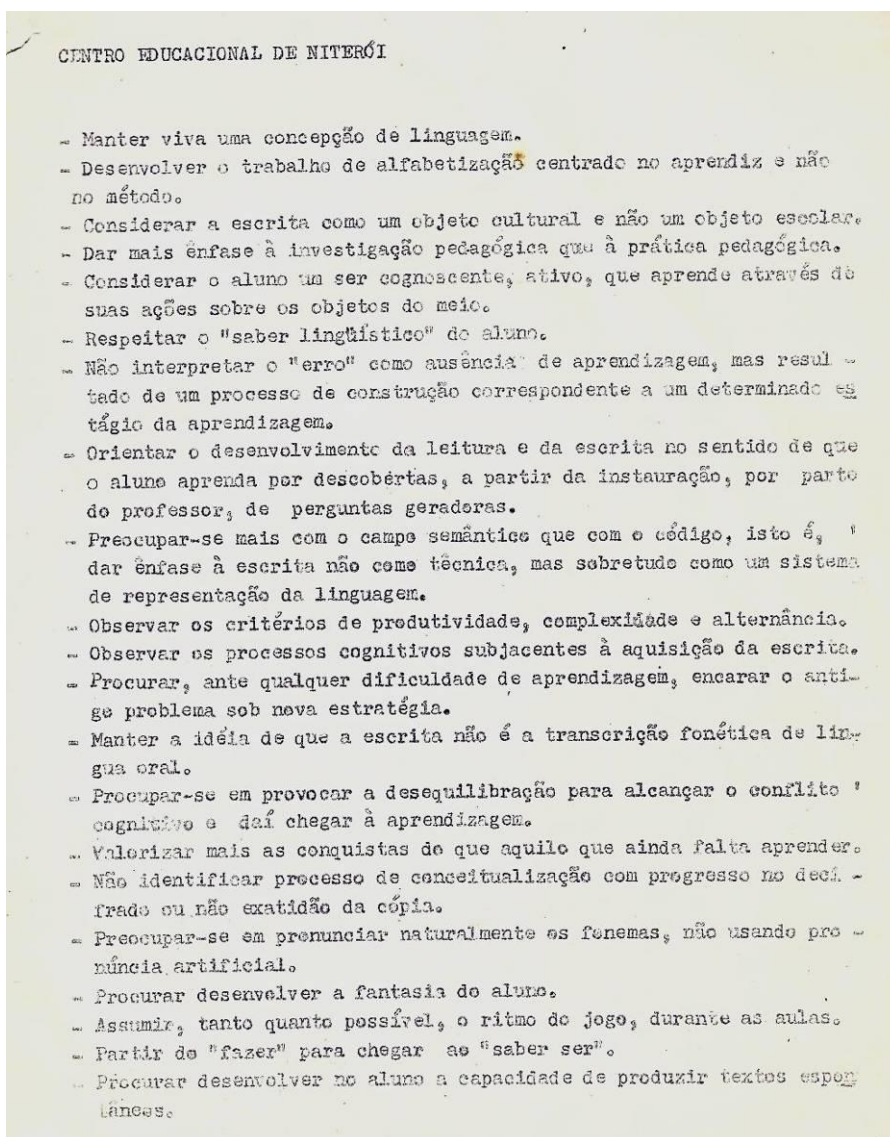 CENTRO EDUCACIONAL DE NITERÓI
- Manter viva uma concepção de linguagem.
- Desenvolver o trabalho de alfabetização centrado no aprendiz e não
no método.
- Considerar a escrita como um objeto cultural e não um objeto escolar.
- Dar mais ênfase à investigação pedagógica que à prática pedagógica.
- Considerar o aluno um ser cognoscente, ativo, que aprende através de
suas ações sobre os objetos do meio.
- Respeitar o "saber lingüístico" do aluno.
- Não interpretar o "erro" como ausência de aprendizagem, mas resul -
tado de um processo de construção correspondente a um determinado es
tágio da aprendizagem.
- Orientar o desenvolvimento da leitura e da escrita no sentido de que
o aluno aprenda por descobertas, a partir da instauração, por parte
do professor, de perguntas geradoras.
- Preocupar-se mais com o campo semântico que com o código, isto é, '
dar ênfase à escrita não como técnica, mas sobretudo como um sistema
de representação da linguagem.
- Observar os critérios de produtividade, complexidade e alternância.
- Observar os processos cognitivos subjacentes à aquisição da escrita.
- Procurar, ante qualquer dificuldade de aprendizagem, encarar o anti-
go problema sob nova estratégia.
- Manter a idéia de que a escrita não é a transcrição fonética de lín-
gua oral.
- Procupar-se em provocar a desequilibração para alcançar o conflito '
cognitivo e daí chegar à aprendizagem.
- Valorizar mais as conquistas do que aquilo que ainda falta aprender.
- Não identificar processo de conceitualização com progresso no deci -
frado ou não exatidão da cópia.
- Preocupar-se em pronunciar naturalmente os fonemas, não usando pro -
núncia artificial.
- Procurar desenvolver a fantasia do aluno.
- Assumir, tanto quanto possível, o ritmo do jogo, durante as aulas.
- Partir do "fazer" para chegar ao "saber ser".
- Procurar desenvolver no aluno a capacidade de produzir textos espon
tâneos.